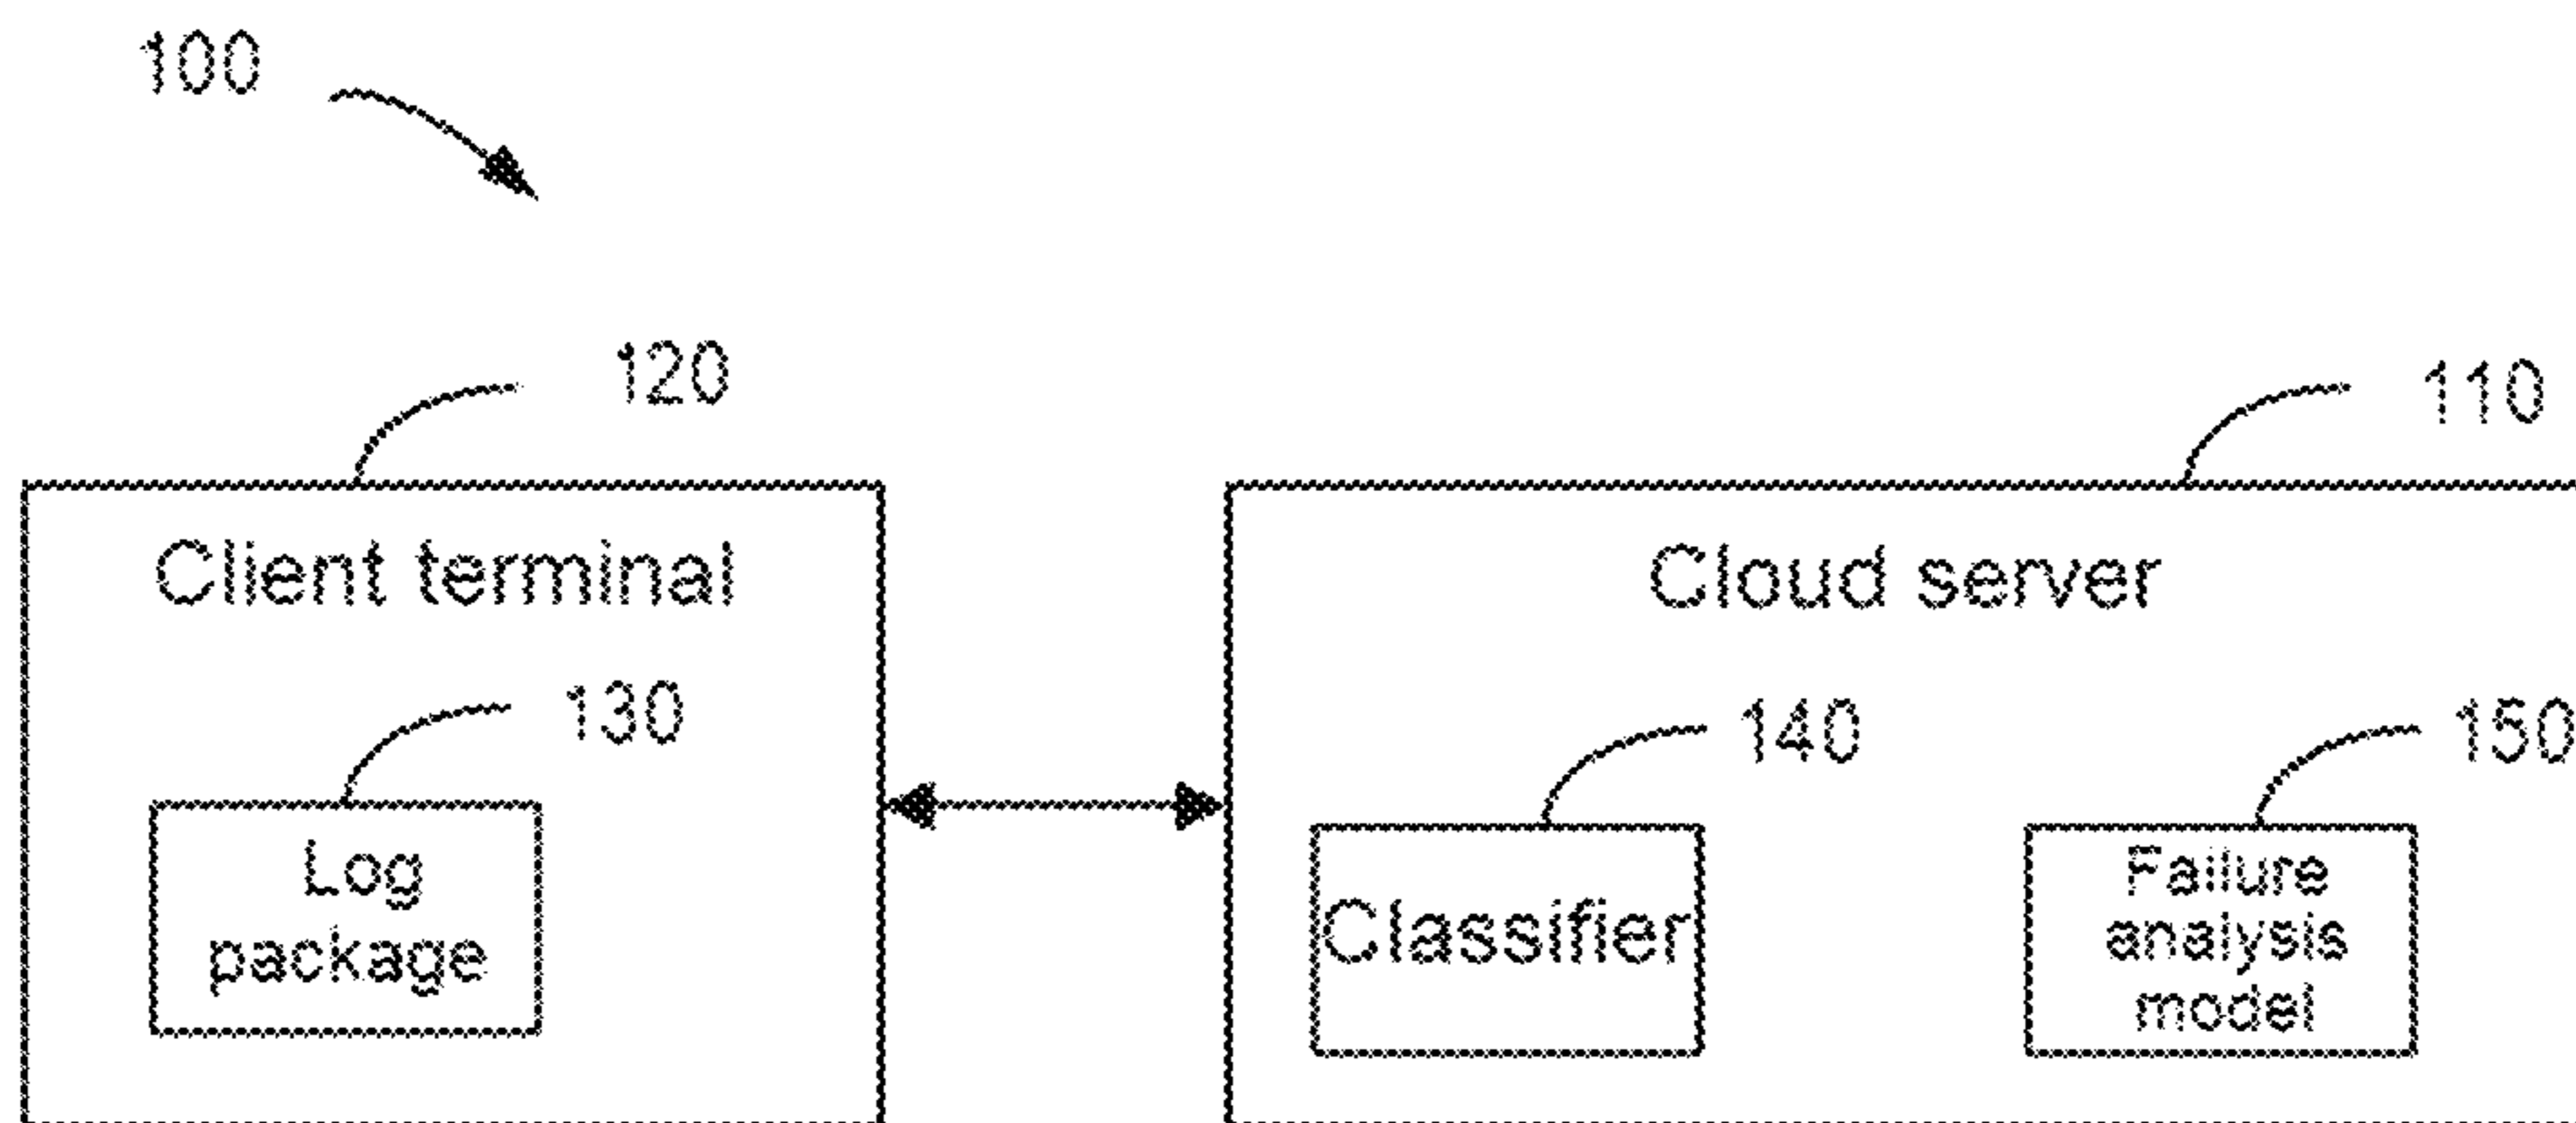 100
120
110
Client terminal
Cloud server
130
140
150
Log
package
Classifier
Failure
analysis
model